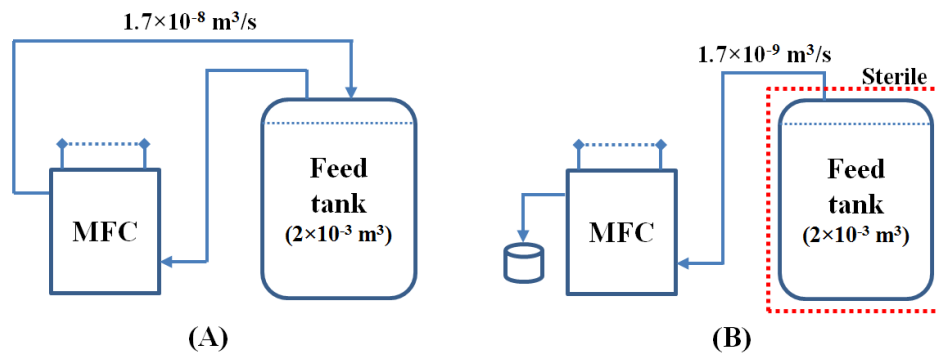 1.7×10⁻⁸ m³/s
MFC
Feed
tank
(2×10⁻³ m³)
(A)
1.7×10⁻⁹ m³/s
Sterile
MFC
Feed
tank
(2×10⁻³ m³)
(B)